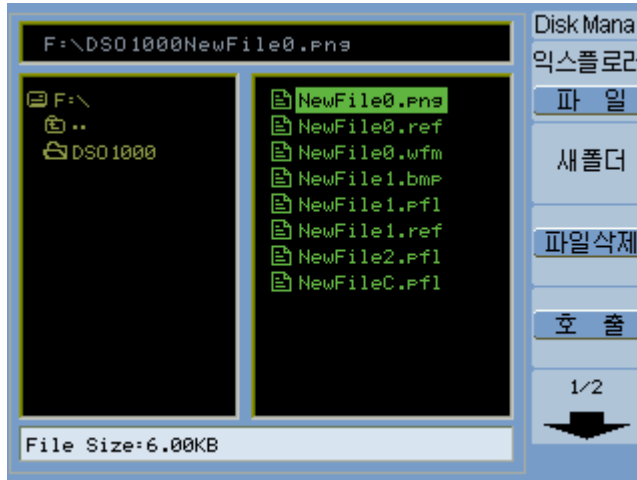 F:\DSO1000NewFile0.png
F:\
..
DSO1000
NewFile0.png
NewFile0.ref
NewFile0.wfm
NewFile1.bmp
NewFile1.pfl
NewFile1.ref
NewFile2.pfl
NewFileC.pfl
File Size:6.00KB
Disk Mana
익스플로러
파 일
새폴더
파일삭제
호 출
1/2